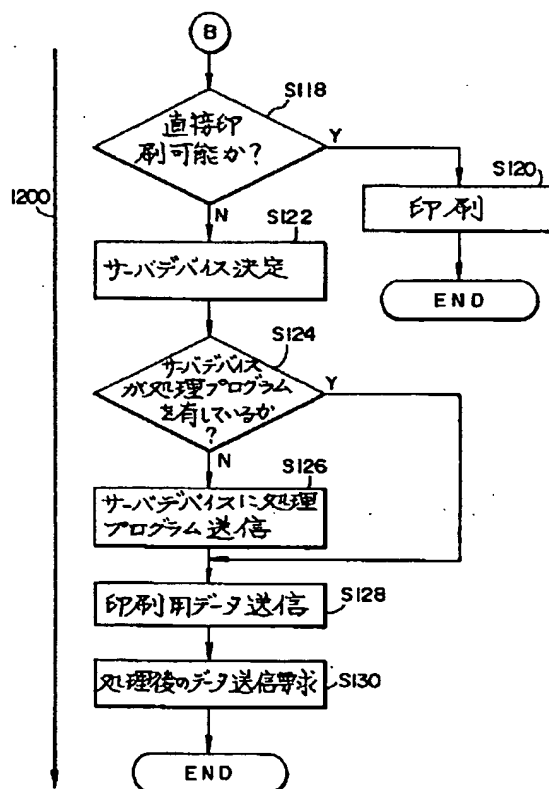 B
S118
直接印
刷可能か?
Y
S120
印刷
END
1200
N
S122
サーバデバイス決定
S124
サーバデバイス
が処理プログラム
を有しているか
?
Y
N
S126
サーバデバイスに処理
プログラム送信
印刷用データ送信
S128
処理後のデータ送信要求
S130
END